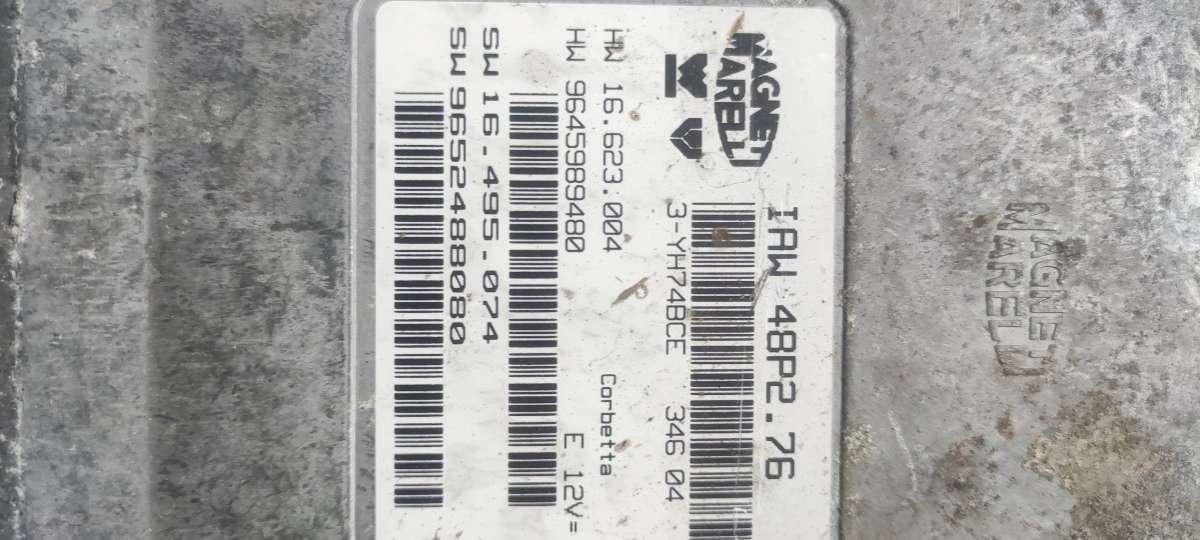 MAGNETI
MARELLI
IAW 48P2.76
3-YH74BCE 346 04
HW 16.623.004 Corbetta
HW 9645989480 E 12V=
SW 16.495.074
SW 9652488080
MAGNETI
MARELLI